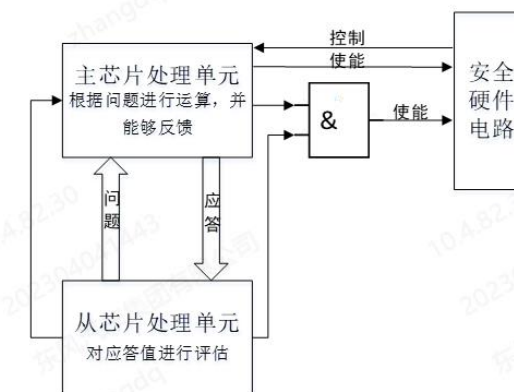 控制
使能
主芯片处理单元
根据问题进行运算，并
能够反馈
&
使能
安全
硬件
电路
问
题
应
答
从芯片处理单元
对应答值进行评估